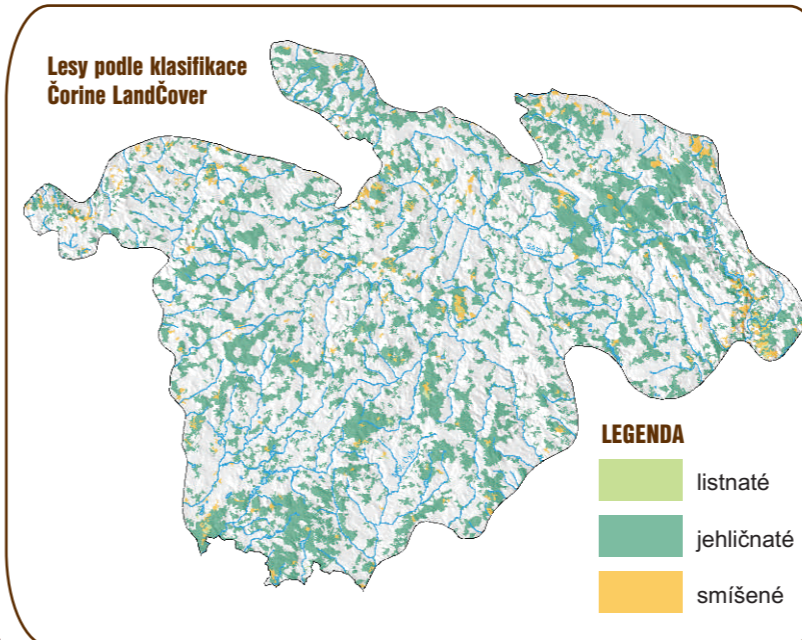 Lesy podle klasifikace
Čorine LandČover
LEGENDA
listnaté
jehličnaté
smíšené